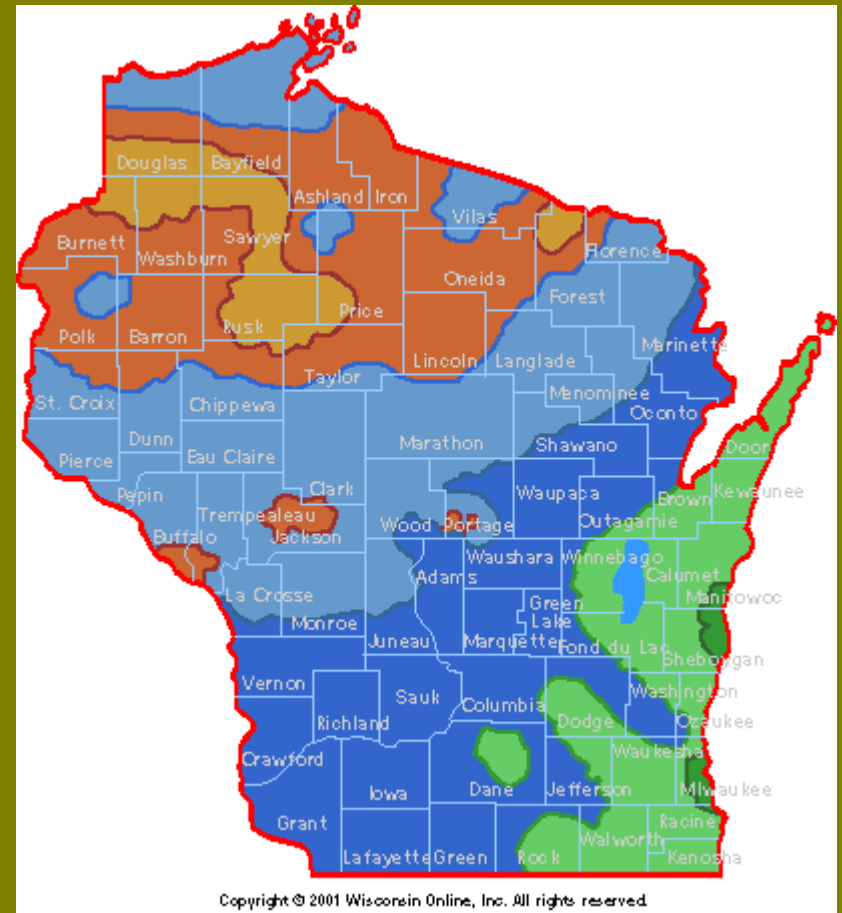 Douglas Bayfield
Ashland Iron
Vilas
Burnett Sawyer
Washburn
Florence
Oneida
Forest
Polk Barron Rusk Price
Marinette
Lincoln Langlade
Taylor
Menominee
St. Croix Chippewa
Oconto
Dunn Marathon Shawano
Door
Pierce Eau Claire
Pepin Clark
Waupaca Brown Kewaunee
Trempealeau
Buffalo Jackson Wood Portage Outagamie
Waushara Winnebago
Adams Calumet
La Crosse Manitowoc
Green
Lake
Monroe Juneau Marquette Fond du Lac
Sheboygan
Vernon Sauk Washington
Columbia
Richland Dodge Ozaukee
Crawford Waukesha
Iowa Dane Jefferson MIwaukee
Grant Racine
Walworth
Lafayette Green Rock Kenosha
Copyright © 2001 Wisconsin Online, Inc. All rights reserved.